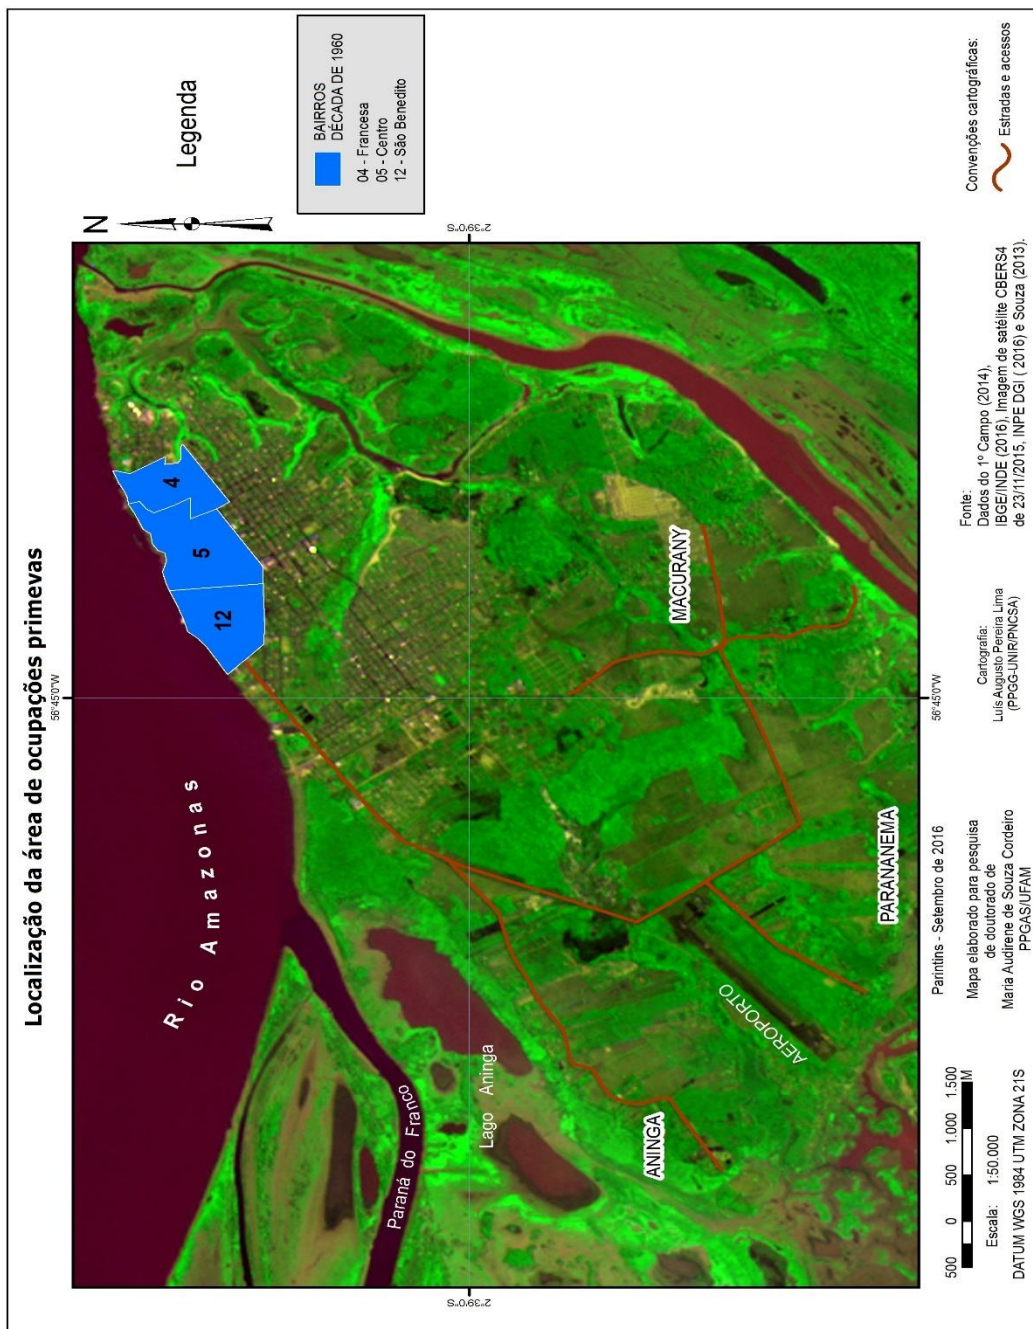 Localização da área de ocupações primevas
56°45'0"W
N
Legenda
BAIRROS
DÉCADA DE 1960
04 - Francesa
05 - Centro
12 - São Benedito
Rio Amazonas
12
5
4
Paraná do Franco
2°39'0"S
2°39'0"S
Lago Aninga
ANINGA
AEROPORTO
MACURANY
PARANANEMA
56°45'0"W
500 0 500 1.000 1.500
M
Escala: 1:50.000
DATUM WGS 1984 UTM ZONA 21S
Parintins - Setembro de 2016
Mapa elaborado para pesquisa
de doutorado de
Maria Audirene de Souza Cordeiro
PPGAS/UFAM
Cartografia:
Luis Augusto Pereira Lima
(PPGG-UNIR/PNCSA)
Fonte:
Dados do 1º Campo (2014),
IBGE/INDE (2016), Imagem de satélite CBERS4
de 23/11/2015, INPE DGI ( 2016) e Souza (2013).
Convenções cartográficas:
Estradas e acessos